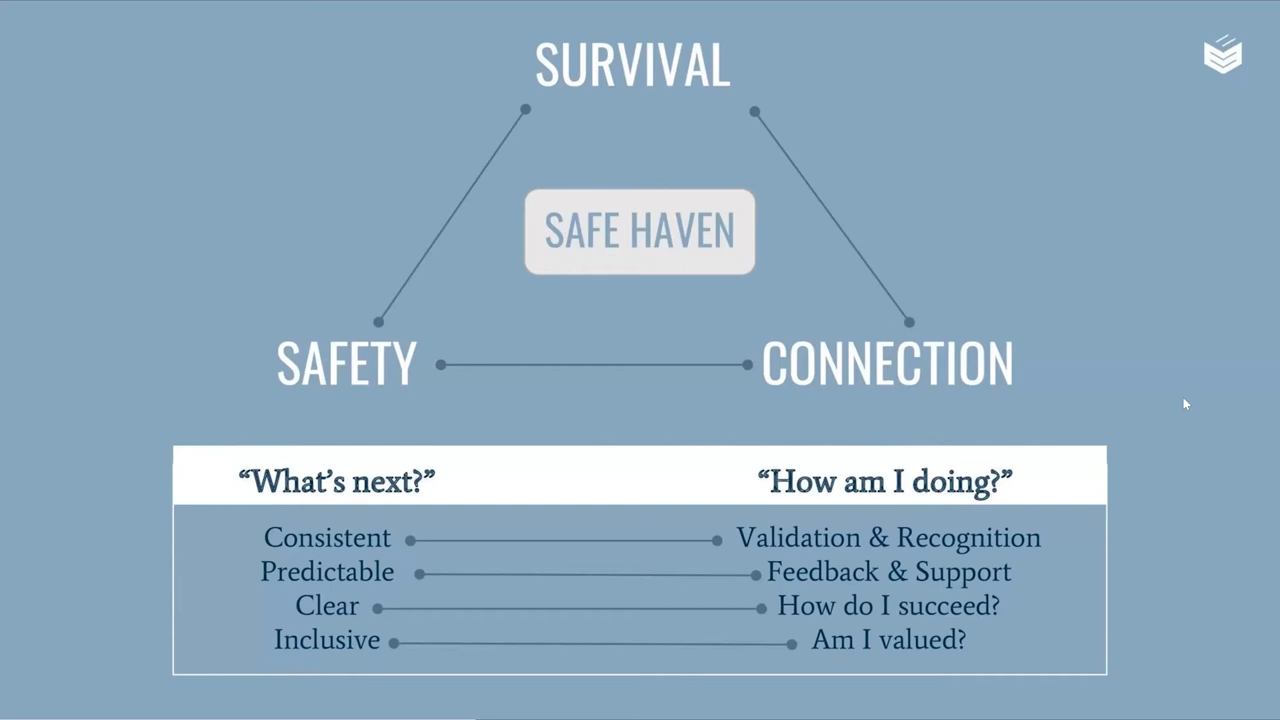 SURVIVAL
SAFE HAVEN
SAFETY CONNECTION
“What’s next?” “How am I doing?”
Consistent Validation & Recognition
Predictable Feedback & Support
Clear How do I succeed?
Inclusive Am I valued?